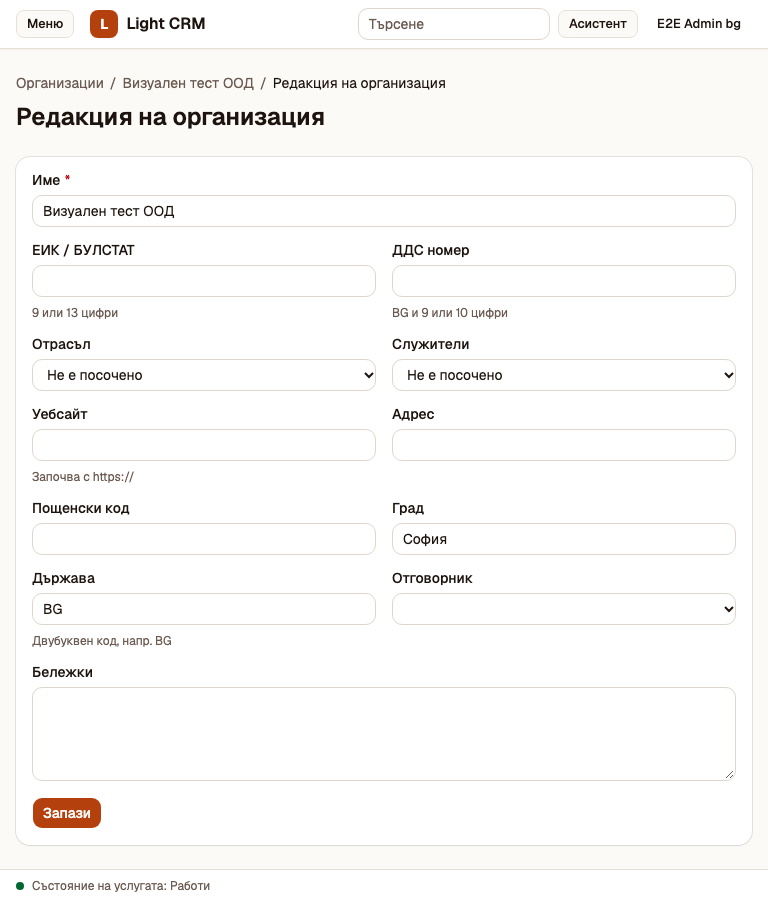 Меню L Light CRM Търсене Асистент E2E Admin bg
Организации / Визуален тест ООД / Редакция на организация
Редакция на организация
Име *
Визуален тест ООД
ЕИК / БУЛСТАТ ДДС номер
9 или 13 цифри BG и 9 или 10 цифри
Отрасъл Служители
Не е посочено Не е посочено
Уебсайт Адрес
Започва с https://
Пощенски код Град
София
Държава Отговорник
BG
Двубуквен код, напр. BG
Бележки
Запази
Състояние на услугата: Работи